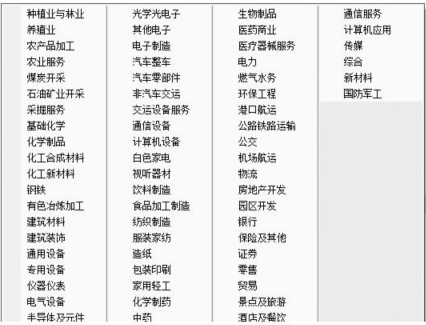 种植业与林业
养殖业
农产品加工
农业服务
煤炭开采
石油矿业开采
采掘服务
基础化学
化学制品
化工合成材料
化工新材料
钢铁
有色冶炼加工
建筑材料
建筑装饰
通用设备
专用设备
仪器仪表
电气设备
半导体及元件
光学光电子
其他电子
电子制造
汽车整车
汽车零部件
非汽车交运
交运设备服务
通信设备
计算机设备
白色家电
视听器材
饮料制造
食品加工制造
纺织制造
服装家纺
造纸
包装印刷
家用轻工
化学制药
中药
生物制品
医药商业
医疗器械服务
电力
燃气水务
环保工程
港口航运
公路铁路运输
公交
机场航运
物流
房地产开发
园区开发
银行
保险及其他
证券
零售
贸易
景点及旅游
酒店及餐饮
通信服务
计算机应用
传媒
综合
新材料
国防军工